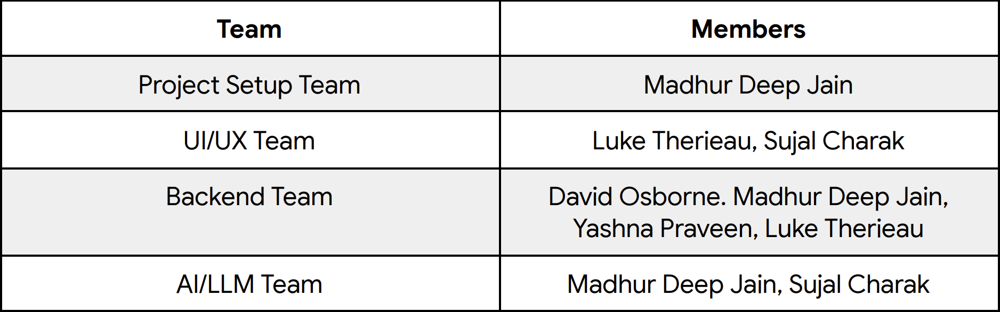 Team Members
Project Setup Team Madhur Deep Jain
UI/UX Team Luke Therieau, Sujal Charak
Backend Team David Osborne. Madhur Deep Jain,
Yashna Praveen, Luke Therieau
AI/LLM Team Madhur Deep Jain, Sujal Charak